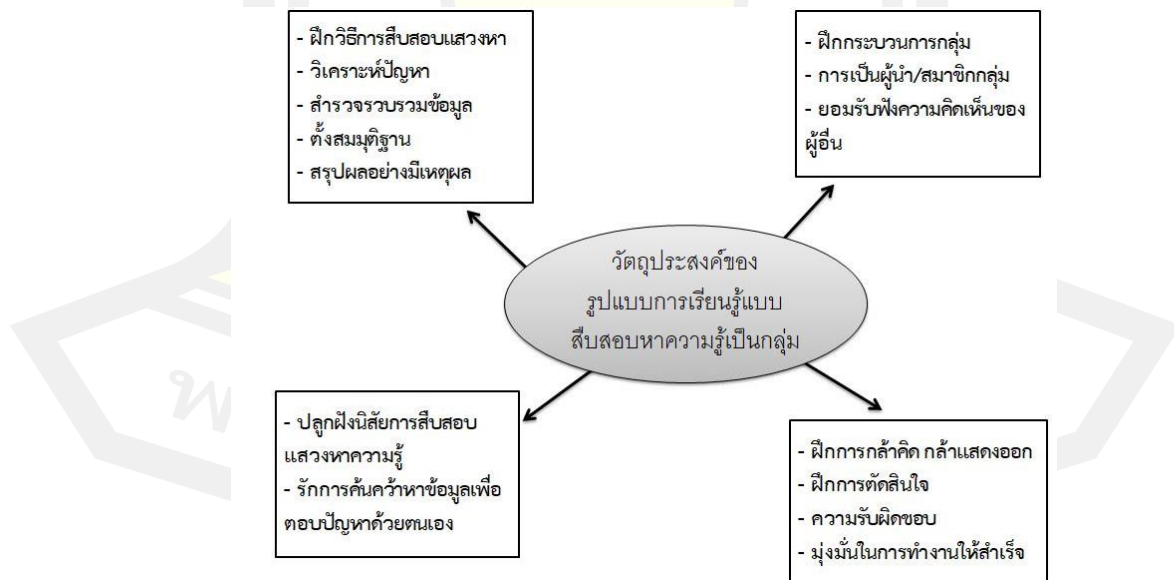 - ฝึกวิธีการสืบสอบแสวงหา
- วิเคราะห์ปัญหา
- สำรวจรวบรวมข้อมูล
- ตั้งสมมุติฐาน
- สรุปผลอย่างมีเหตุผล
- ฝึกกระบวนการกลุ่ม
- การเป็นผู้นำ/สมาชิกกลุ่ม
- ยอมรับฟังความคิดเห็นของ
ผู้อื่น
วัตถุประสงค์ของ
รูปแบบการเรียนรู้แบบ
สืบสอบหาความรู้เป็นกลุ่ม
- ปลูกฝังนิสัยการสืบสอบ
แสวงหาความรู้
- รักการค้นคว้าหาข้อมูลเพื่อ
ตอบปัญหาด้วยตนเอง
- ฝึกการกล้าคิด กล้าแสดงออก
- ฝึกการตัดสินใจ
- ความรับผิดชอบ
- มุ่งมั่นในการทำงานให้สำเร็จ